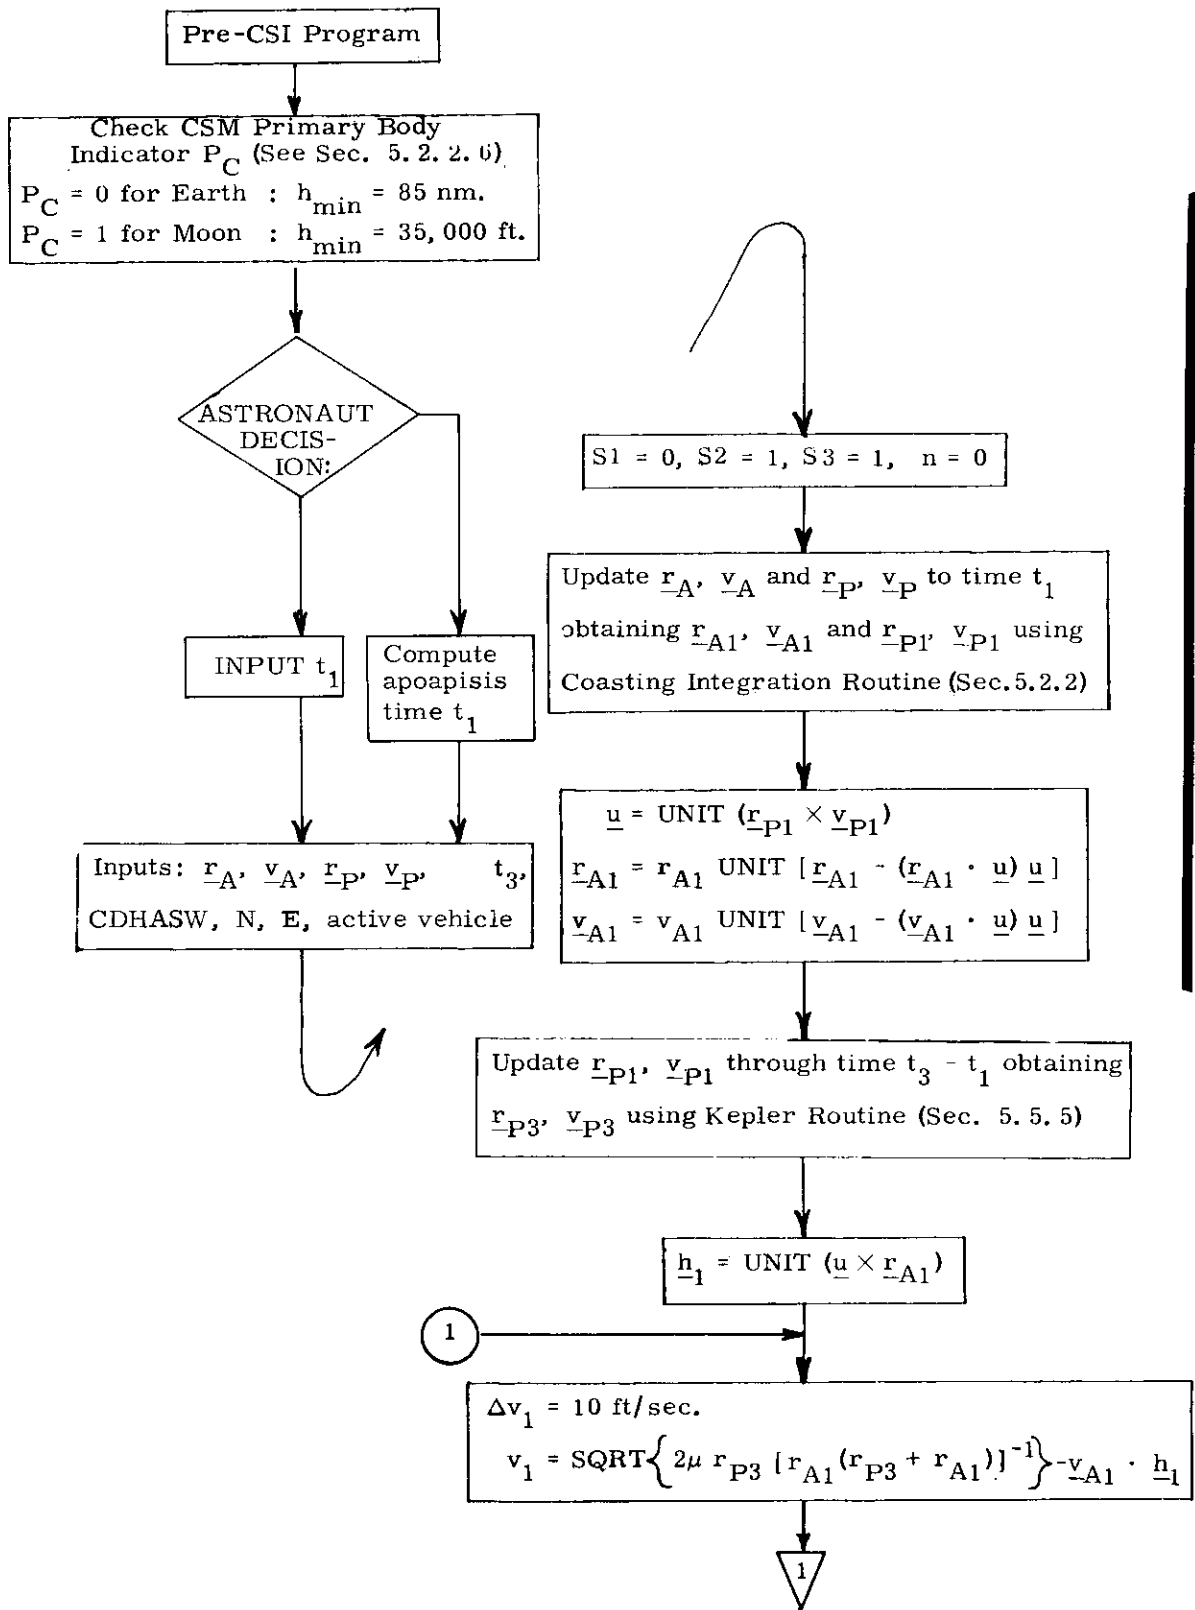 Pre-CSI Program
Check CSM Primary Body
Indicator P_C (See Sec. 5. 2. 2. 6)
P_C = 0 for Earth : h_min = 85 nm.
P_C = 1 for Moon : h_min = 35, 000 ft.
ASTRONAUT
DECIS-
ION:
INPUT t_1
Compute
apoapisis
time t_1
Inputs: r_A, v_A, r_P, v_P, t_3,
CDHASW, N, E, active vehicle
S1 = 0, S2 = 1, S3 = 1, n = 0
Update r_A, v_A and r_P, v_P to time t_1
obtaining r_A1, v_A1 and r_P1, v_P1 using
Coasting Integration Routine (Sec. 5.2.2)
u = UNIT (r_P1 × v_P1)
r_A1 = r_A1 UNIT [r_A1 - (r_A1 · u) u]
v_A1 = v_A1 UNIT [v_A1 - (v_A1 · u) u]
Update r_P1, v_P1 through time t_3 - t_1 obtaining
r_P3, v_P3 using Kepler Routine (Sec. 5. 5. 5)
h_1 = UNIT (u × r_A1)
1
Δv_1 = 10 ft/sec.
v_1 = SQRT{2μ r_P3 [r_A1(r_P3 + r_A1)]^-1} -v_A1 · h_1
1